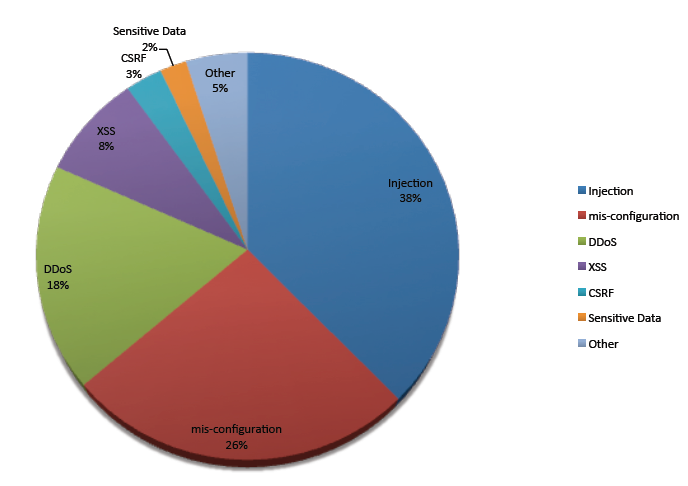 Sensitive Data
2%
CSRF
3%
Other
5%
XSS
8%
Injection
38%
DDoS
18%
mis-configuration
26%
Injection
mis-configuration
DDoS
XSS
CSRF
Sensitive Data
Other